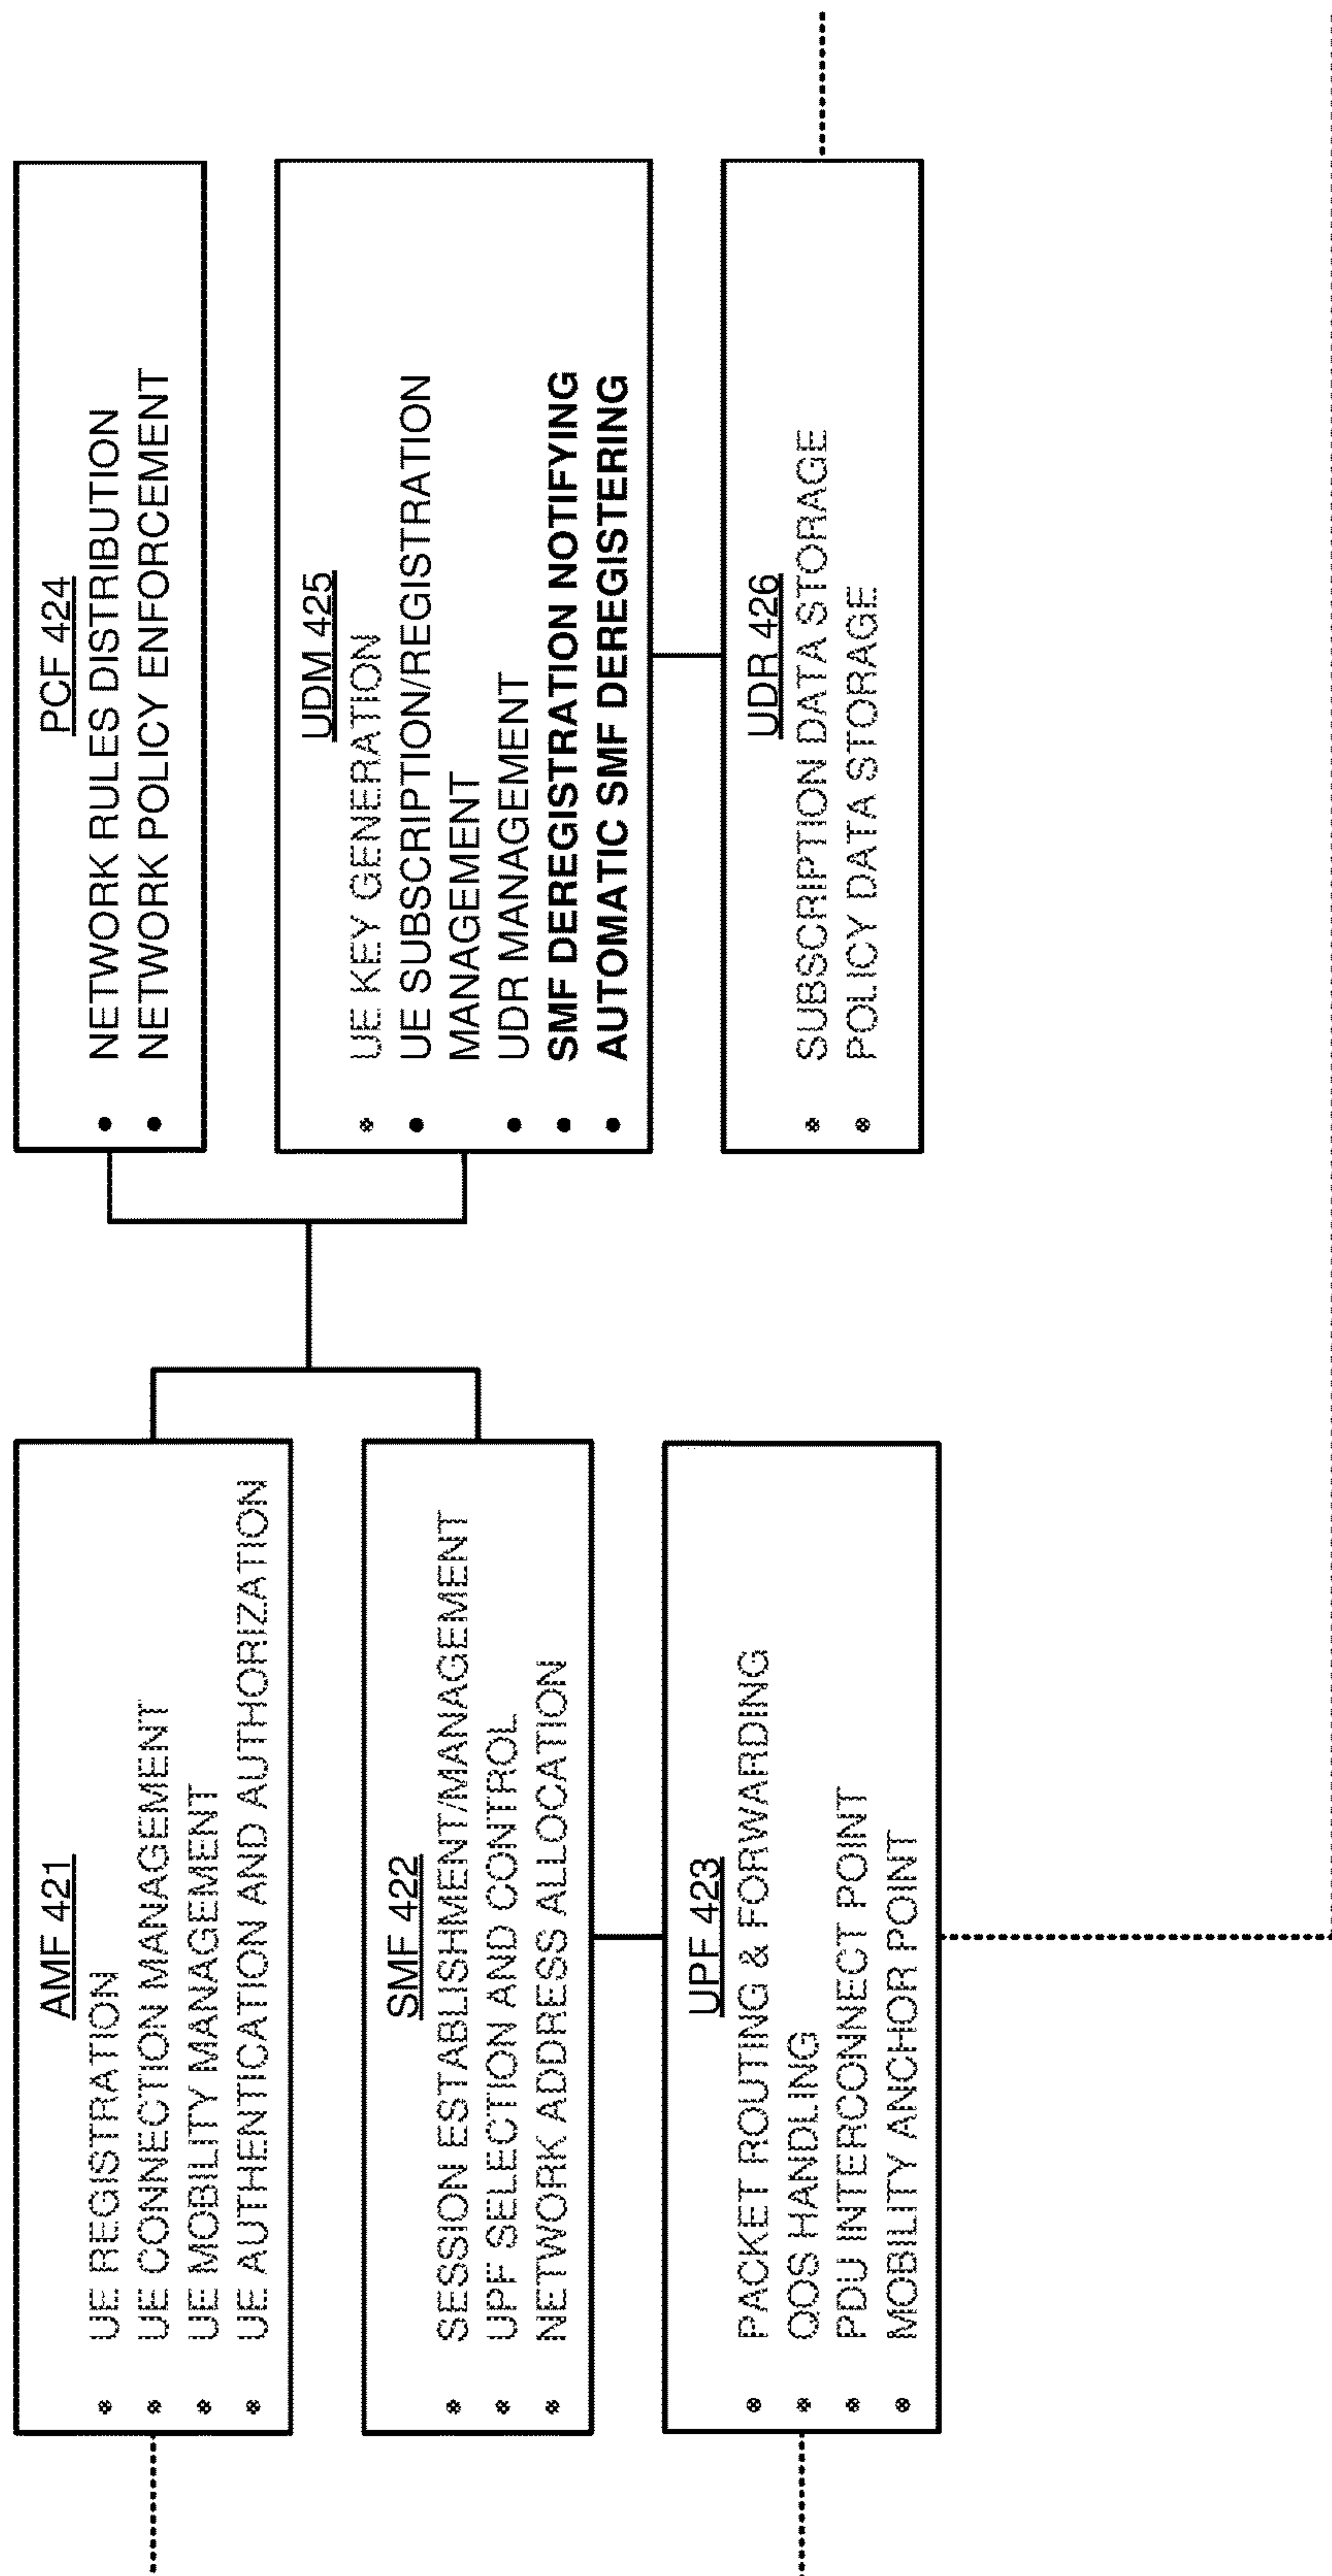 AMF 421
• UE REGISTRATION
• UE CONNECTION MANAGEMENT
• UE MOBILITY MANAGEMENT
• UE AUTHENTICATION AND AUTHORIZATION
SMF 422
• SESSION ESTABLISHMENT/MANAGEMENT
• UPF SELECTION AND CONTROL
• NETWORK ADDRESS ALLOCATION
UPF 423
• PACKET ROUTING & FORWARDING
• QOS HANDLING
• PDU INTERCONNECT POINT
• MOBILITY ANCHOR POINT
PCF 424
• NETWORK RULES DISTRIBUTION
• NETWORK POLICY ENFORCEMENT
UDM 425
• UE KEY GENERATION
• UE SUBSCRIPTION/REGISTRATION
MANAGEMENT
• UDR MANAGEMENT
• SMF DEREGISTRATION NOTIFYING
• AUTOMATIC SMF DEREGISTERING
UDR 426
• SUBSCRIPTION DATA STORAGE
• POLICY DATA STORAGE